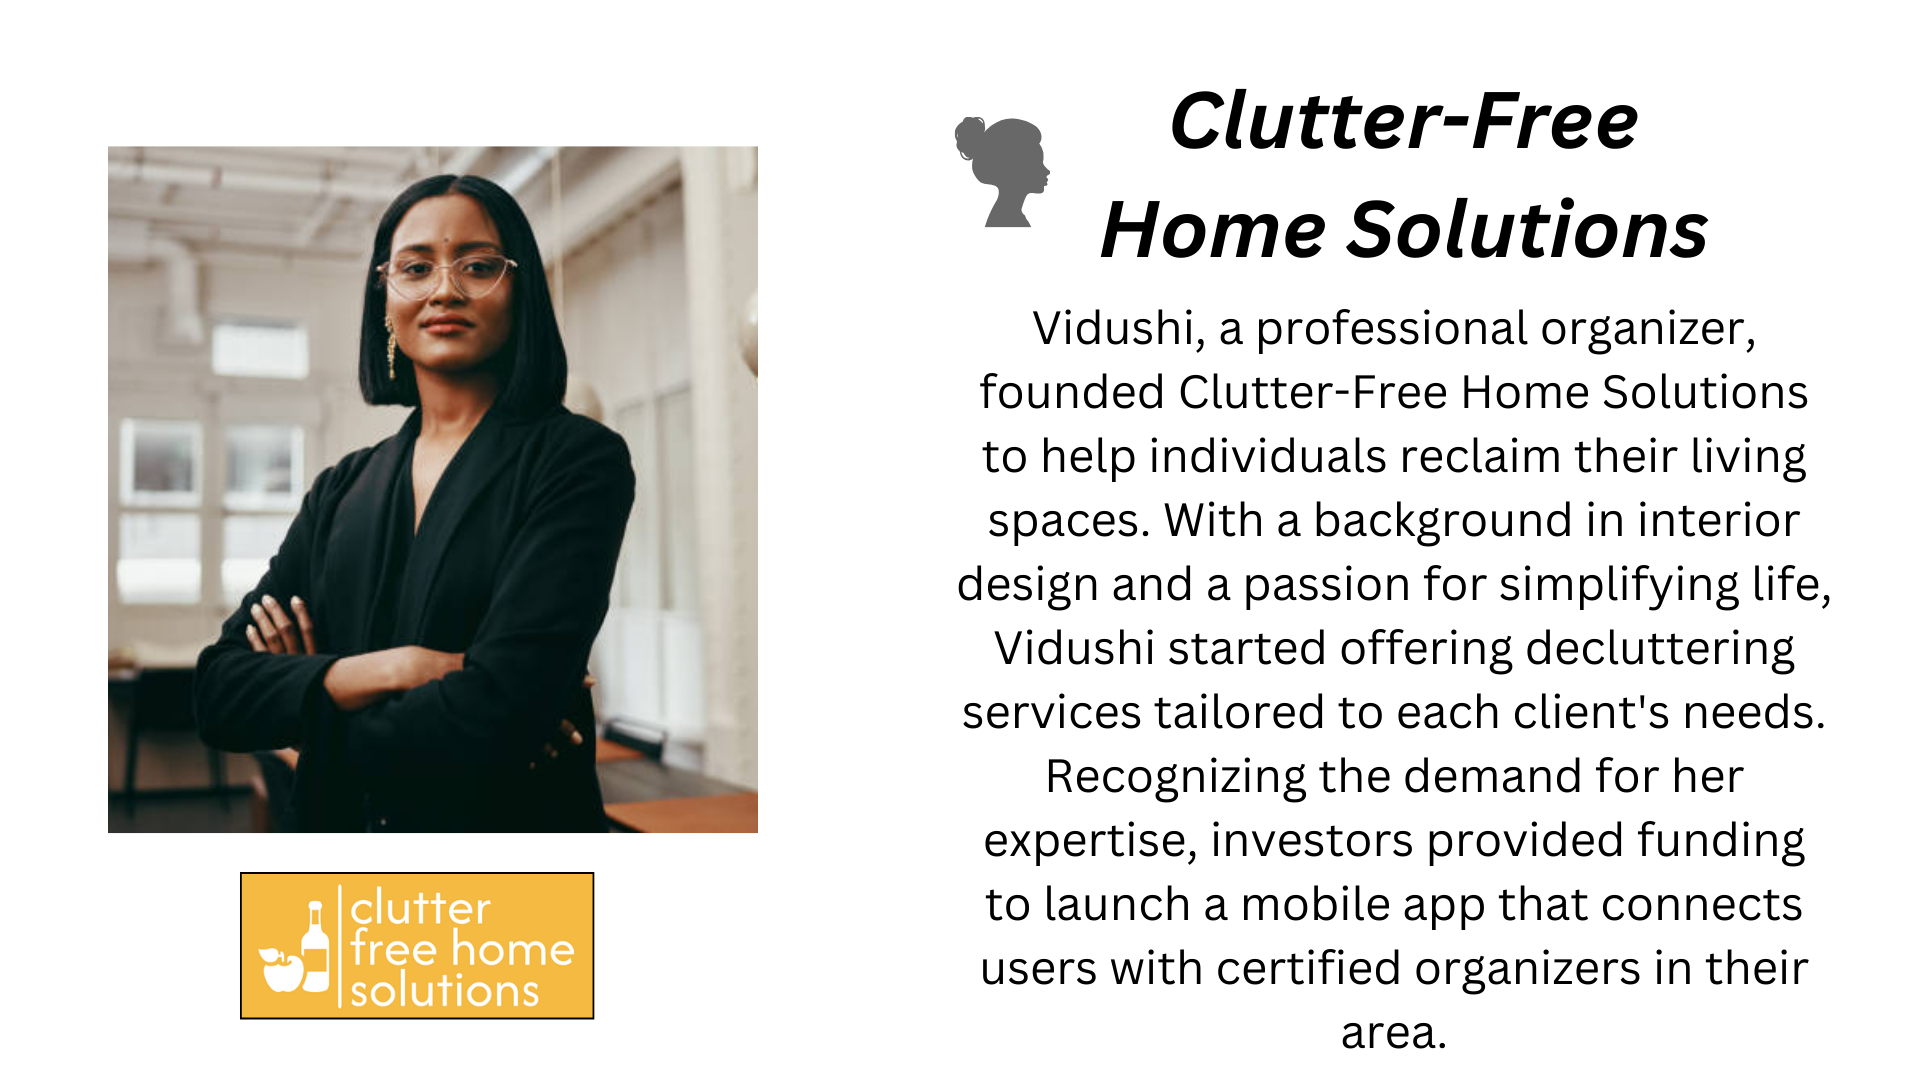 Clutter-Free
Home Solutions
Vidushi, a professional organizer,
founded Clutter-Free Home Solutions
to help individuals reclaim their living
spaces. With a background in interior
design and a passion for simplifying life,
Vidushi started offering decluttering
services tailored to each client's needs.
Recognizing the demand for her
expertise, investors provided funding
to launch a mobile app that connects
users with certified organizers in their
area.
clutter
free home
solutions